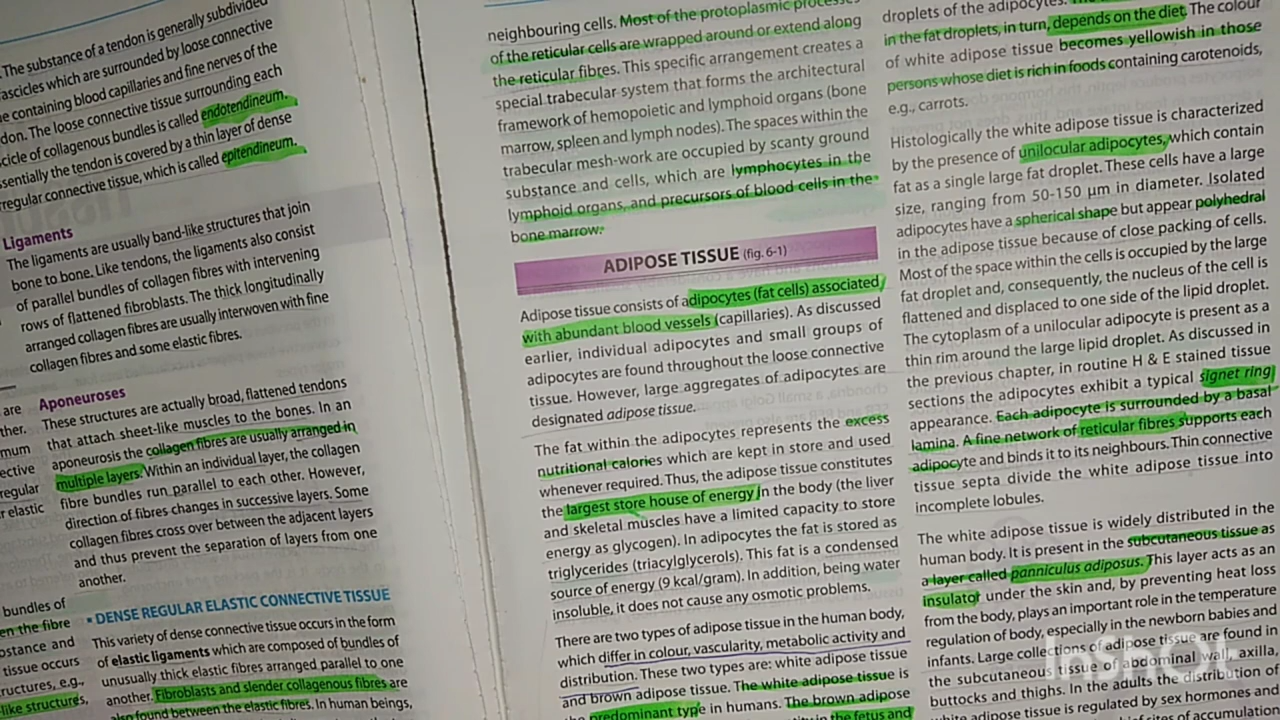 The substance of a tendon is generally subdivided
ascicles which are surrounded by loose connective
containing blood capillaries and fine nerves of the
don. The loose connective tissue surrounding each
cicle of collagenous bundles is called endotendineum.
ssentially the tendon is covered by a thin layer of dense
rregular connective tissue, which is called epitendineum.
Ligaments
The ligaments are usually band-like structures that join
bone to bone. Like tendons, the ligaments also consist
of parallel bundles of collagen fibres with intervening
rows of flattened fibroblasts. The thick longitudinally
arranged collagen fibres are usually interwoven with fine
collagen fibres and some elastic fibres.
are
ther.
mum
ective
regular
r elastic
Aponeuroses
These structures are actually broad, flattened tendons
that attach sheet-like muscles to the bones. In an
aponeurosis the collagen fibres are usually arranged in
multiple layers. Within an individual layer, the collagen
fibre bundles run parallel to each other. However,
direction of fibres changes in successive layers. Some
collagen fibres cross over between the adjacent layers
and thus prevent the separation of layers from one
another.
bundles of
en the fibre
bstance and
tissue occurs
ructures, e.g.,
-like structures,
• DENSE REGULAR ELASTIC CONNECTIVE TISSUE
This variety of dense connective tissue occurs in the form
of elastic ligaments which are composed of bundles of
unusually thick elastic fibres arranged parallel to one
another. Fibroblasts and slender collagenous fibres are
also found between the elastic fibres. In human beings,
neighbouring cells. Most of the protoplasmic processes
of the reticular cells are wrapped around or extend along
the reticular fibres. This specific arrangement creates a
special trabecular system that forms the architectural
framework of hemopoietic and lymphoid organs (bone
marrow, spleen and lymph nodes). The spaces within the
trabecular mesh-work are occupied by scanty ground
substance and cells, which are lymphocytes in the
lymphoid organs, and precursors of blood cells in the
bone marrow.
ADIPOSE TISSUE (fig. 6-1)
Adipose tissue consists of adipocytes (fat cells) associated
with abundant blood vessels (capillaries). As discussed
earlier, individual adipocytes and small groups of
adipocytes are found throughout the loose connective
tissue. However, large aggregates of adipocytes are
designated adipose tissue.
The fat within the adipocytes represents the excess
nutritional calories which are kept in store and used
whenever required. Thus, the adipose tissue constitutes
the largest store house of energy in the body (the liver
and skeletal muscles have a limited capacity to store
energy as glycogen). In adipocytes the fat is stored as
triglycerides (triacylglycerols). This fat is a condensed
source of energy (9 kcal/gram). In addition, being water
insoluble, it does not cause any osmotic problems.
There are two types of adipose tissue in the human body,
which differ in colour, vascularity, metabolic activity and
distribution. These two types are: white adipose tissue
and brown adipose tissue. The white adipose tissue is
the predominant type in humans. The brown adipose
in the fetus and
droplets of the adipocytes.
in the fat droplets, in turn, depends on the diet. The colour
of white adipose tissue becomes yellowish in those
persons whose diet is rich in foods containing carotenoids,
e.g., carrots.
Histologically the white adipose tissue is characterized
by the presence of unilocular adipocytes, which contain
fat as a single large fat droplet. These cells have a large
size, ranging from 50-150 µm in diameter. Isolated
adipocytes have a spherical shape but appear polyhedral
in the adipose tissue because of close packing of cells.
Most of the space within the cells is occupied by the large
fat droplet and, consequently, the nucleus of the cell is
flattened and displaced to one side of the lipid droplet.
The cytoplasm of a unilocular adipocyte is present as a
thin rim around the large lipid droplet. As discussed in
the previous chapter, in routine H & E stained tissue
sections the adipocytes exhibit a typical signet ring
appearance. Each adipocyte is surrounded by a basal
lamina. A fine network of reticular fibres supports each
adipocyte and binds it to its neighbours. Thin connective
tissue septa divide the white adipose tissue into
incomplete lobules.
The white adipose tissue is widely distributed in the
human body. It is present in the subcutaneous tissue as
a layer called panniculus adiposus. This layer acts as an
insulator under the skin and, by preventing heat loss
from the body, plays an important role in the temperature
regulation of body, especially in the newborn babies and
infants. Large collections of adipose tissue are found in
the subcutaneous tissue of abdominal wall, axilla,
buttocks and thighs. In the adults the distribution of
white adipose tissue is regulated by sex hormones and
of accumulation
InShot